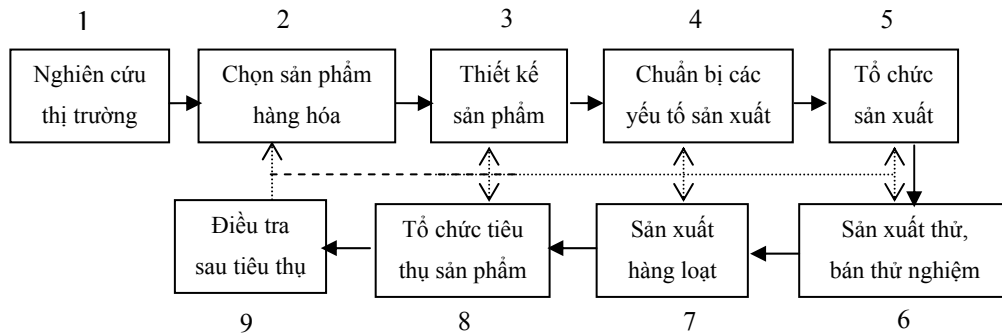 1
2
3
4
5
Nghiên cứu
thị trường
Chọn sản phẩm
hàng hóa
Thiết kế
sản phẩm
Chuẩn bị các
yếu tố sản xuất
Tổ chức
sản xuất
Điều tra
sau tiêu thụ
Tổ chức tiêu
thụ sản phẩm
Sản xuất
hàng loạt
Sản xuất thử,
bán thử nghiệm
9
8
7
6